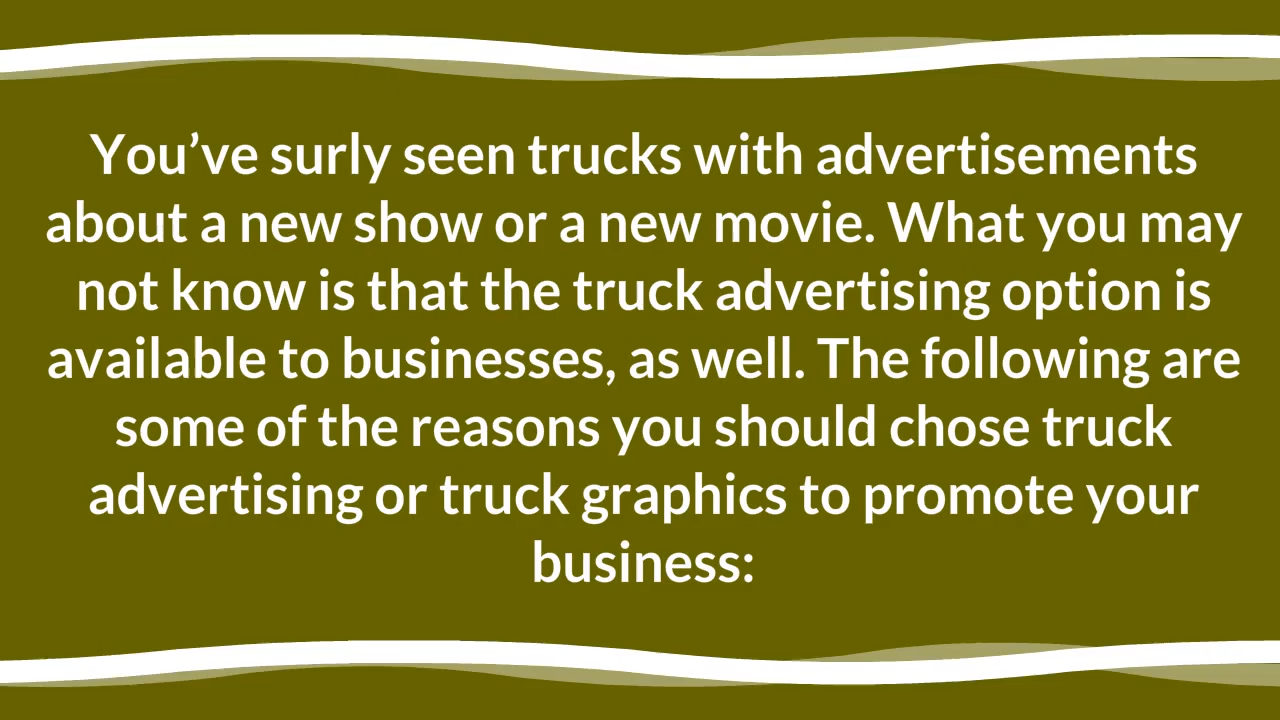 You’ve surly seen trucks with advertisements
about a new show or a new movie. What you may
not know is that the truck advertising option is
available to businesses, as well. The following are
some of the reasons you should chose truck
advertising or truck graphics to promote your
business: